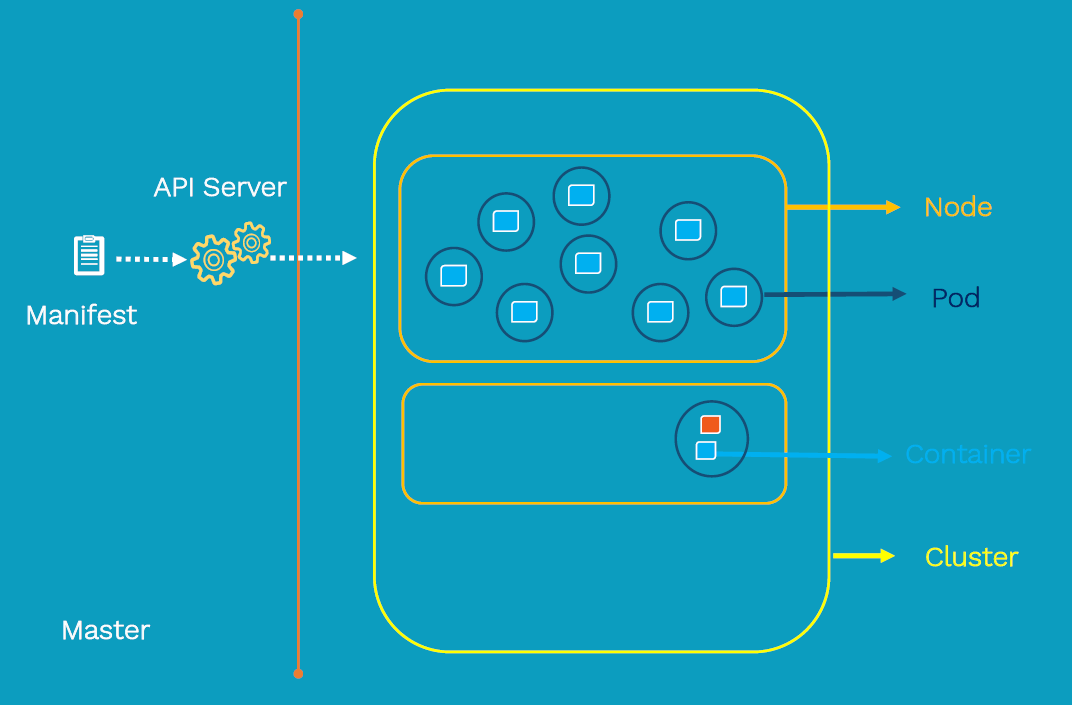 API Server
Manifest
Master
Node
Pod
Container
Cluster